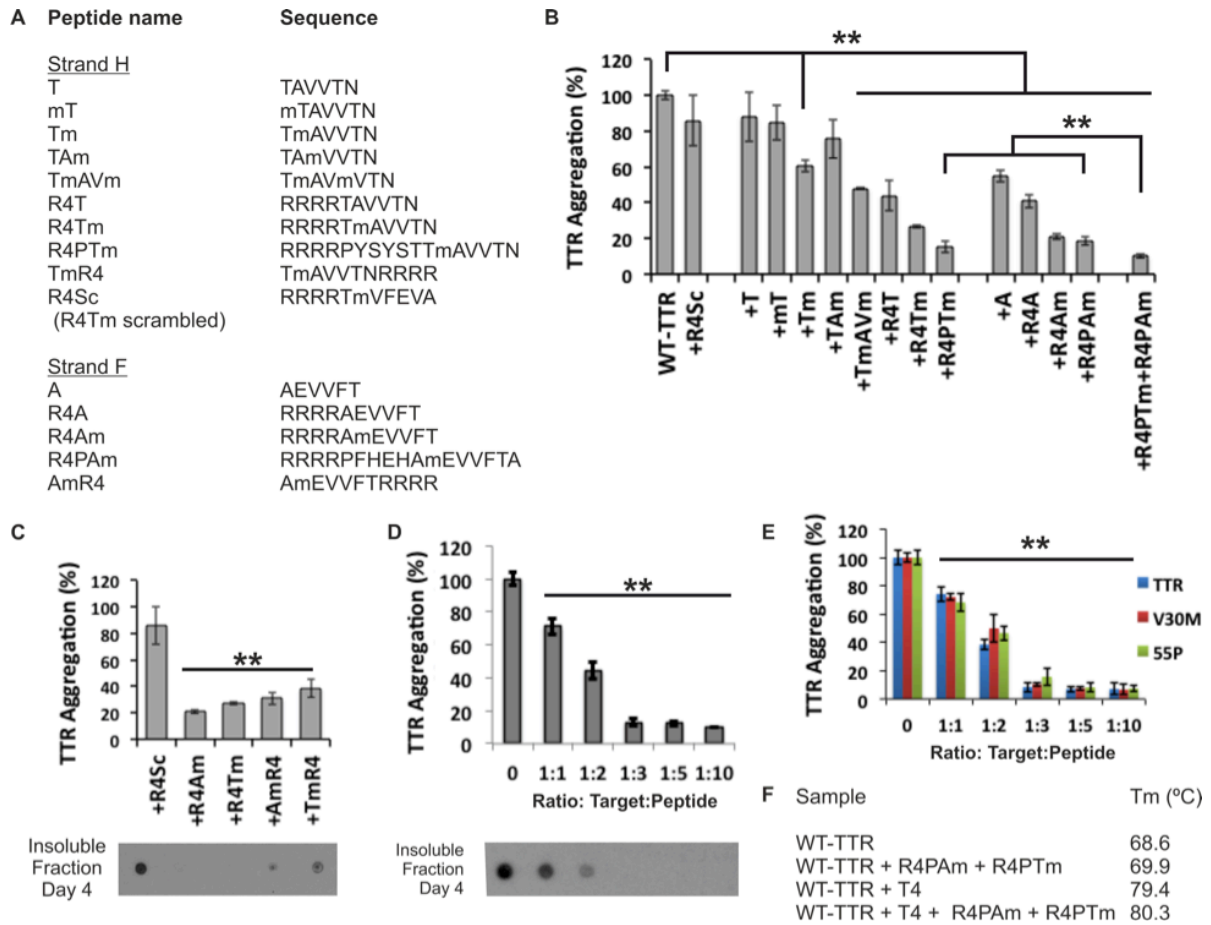 A Peptide name Sequence
Strand H
T TAVVTN
mT mTAVVTN
Tm TmAVVTN
TAm TAmVVTN
TmAVm TmAVmVTN
R4T RRRRTAVVTN
R4Tm RRRRTmAVVTN
R4PTm RRRRPYSYSTTmAVVTN
TmR4 TmAVVTNRRRR
R4Sc RRRRTmVFEVA
(R4Tm scrambled)
Strand F
A AEVVFT
R4A RRRRAEVVFT
R4Am RRRRAmEVVFT
R4PAm RRRRPFHEHAmEVVFTA
AmR4 AmEVVFTRRRR
B
TTR Aggregation (%)
120
100
80
60
40
20
0
**
**
WT-TTR
+R4Sc
+T
+mT
+Tm
+TAm
+TmAVm
+R4T
+R4Tm
+R4PTm
+A
+R4A
+R4Am
+R4PAm
+R4PTm+R4PAm
C
TTR Aggregation (%)
120
100
80
60
40
20
0
**
+R4Sc
+R4Am
+R4Tm
+AmR4
+TmR4
Insoluble
Fraction
Day 4
D
TTR Aggregation (%)
120
100
80
60
40
20
0
**
0 1:1 1:2 1:3 1:5 1:10
Ratio: Target:Peptide
Insoluble
Fraction
Day 4
E
TTR Aggregation (%)
120
100
80
60
40
20
0
**
TTR
V30M
55P
0 1:1 1:2 1:3 1:5 1:10
Ratio: Target:Peptide
F Sample Tm (ºC)
WT-TTR 68.6
WT-TTR + R4PAm + R4PTm 69.9
WT-TTR + T4 79.4
WT-TTR + T4 + R4PAm + R4PTm 80.3